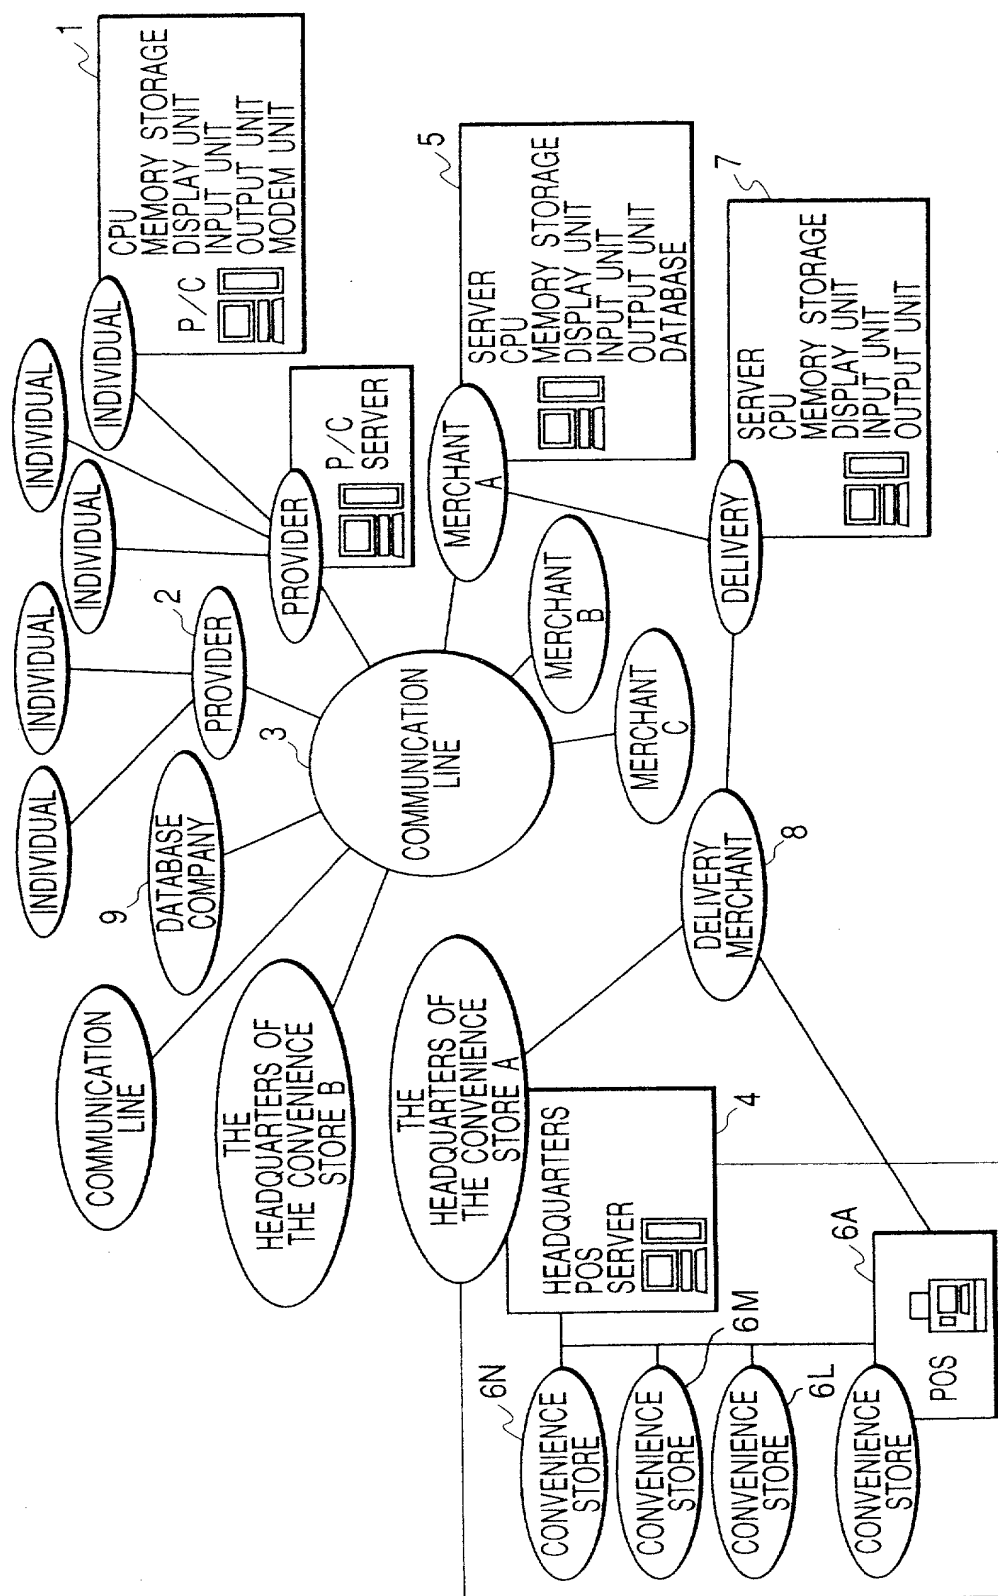 1
CPU
MEMORY STORAGE
DISPLAY UNIT
INPUT UNIT
OUTPUT UNIT
MODEM UNIT
P/C
INDIVIDUAL
INDIVIDUAL
INDIVIDUAL
INDIVIDUAL
INDIVIDUAL
P/C
SERVER
PROVIDER
2
PROVIDER
9
DATABASE
COMPANY
COMMUNICATION
LINE
3
COMMUNICATION
LINE
THE
HEADQUARTERS OF
THE CONVENIENCE
STORE B
THE
HEADQUARTERS OF
THE CONVENIENCE
STORE A
5
SERVER
CPU
MEMORY STORAGE
DISPLAY UNIT
INPUT UNIT
OUTPUT UNIT
DATABASE
MERCHANT
A
MERCHANT
B
MERCHANT
C
7
SERVER
CPU
MEMORY STORAGE
DISPLAY UNIT
INPUT UNIT
OUTPUT UNIT
DELIVERY
DELIVERY
MERCHANT
8
HEADQUARTERS
POS
SERVER
4
6N
CONVENIENCE
STORE
6M
CONVENIENCE
STORE
6L
CONVENIENCE
STORE
6A
CONVENIENCE
STORE
POS